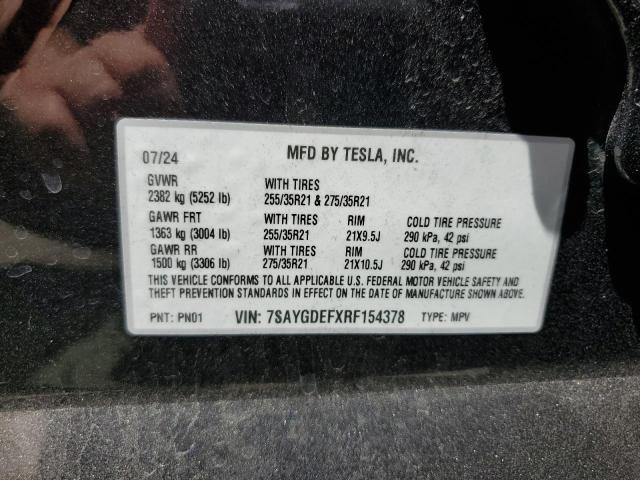 07/24 MFD BY TESLA, INC.
GVWR WITH TIRES
2382 kg (5252 lb) 255/35R21 & 275/35R21
GAWR FRT WITH TIRES RIM COLD TIRE PRESSURE
1363 kg (3004 lb) 255/35R21 21X9.5J 290 kPa, 42 psi
GAWR RR WITH TIRES RIM COLD TIRE PRESSURE
1500 kg (3306 lb) 275/35R21 21X10.5J 290 kPa, 42 psi
THIS VEHICLE CONFORMS TO ALL APPLICABLE U.S. FEDERAL MOTOR VEHICLE SAFETY AND
THEFT PREVENTION STANDARDS IN EFFECT ON THE DATE OF MANUFACTURE SHOWN ABOVE.
PNT: PN01 VIN: 7SAYGDEFXRF154378 TYPE: MPV